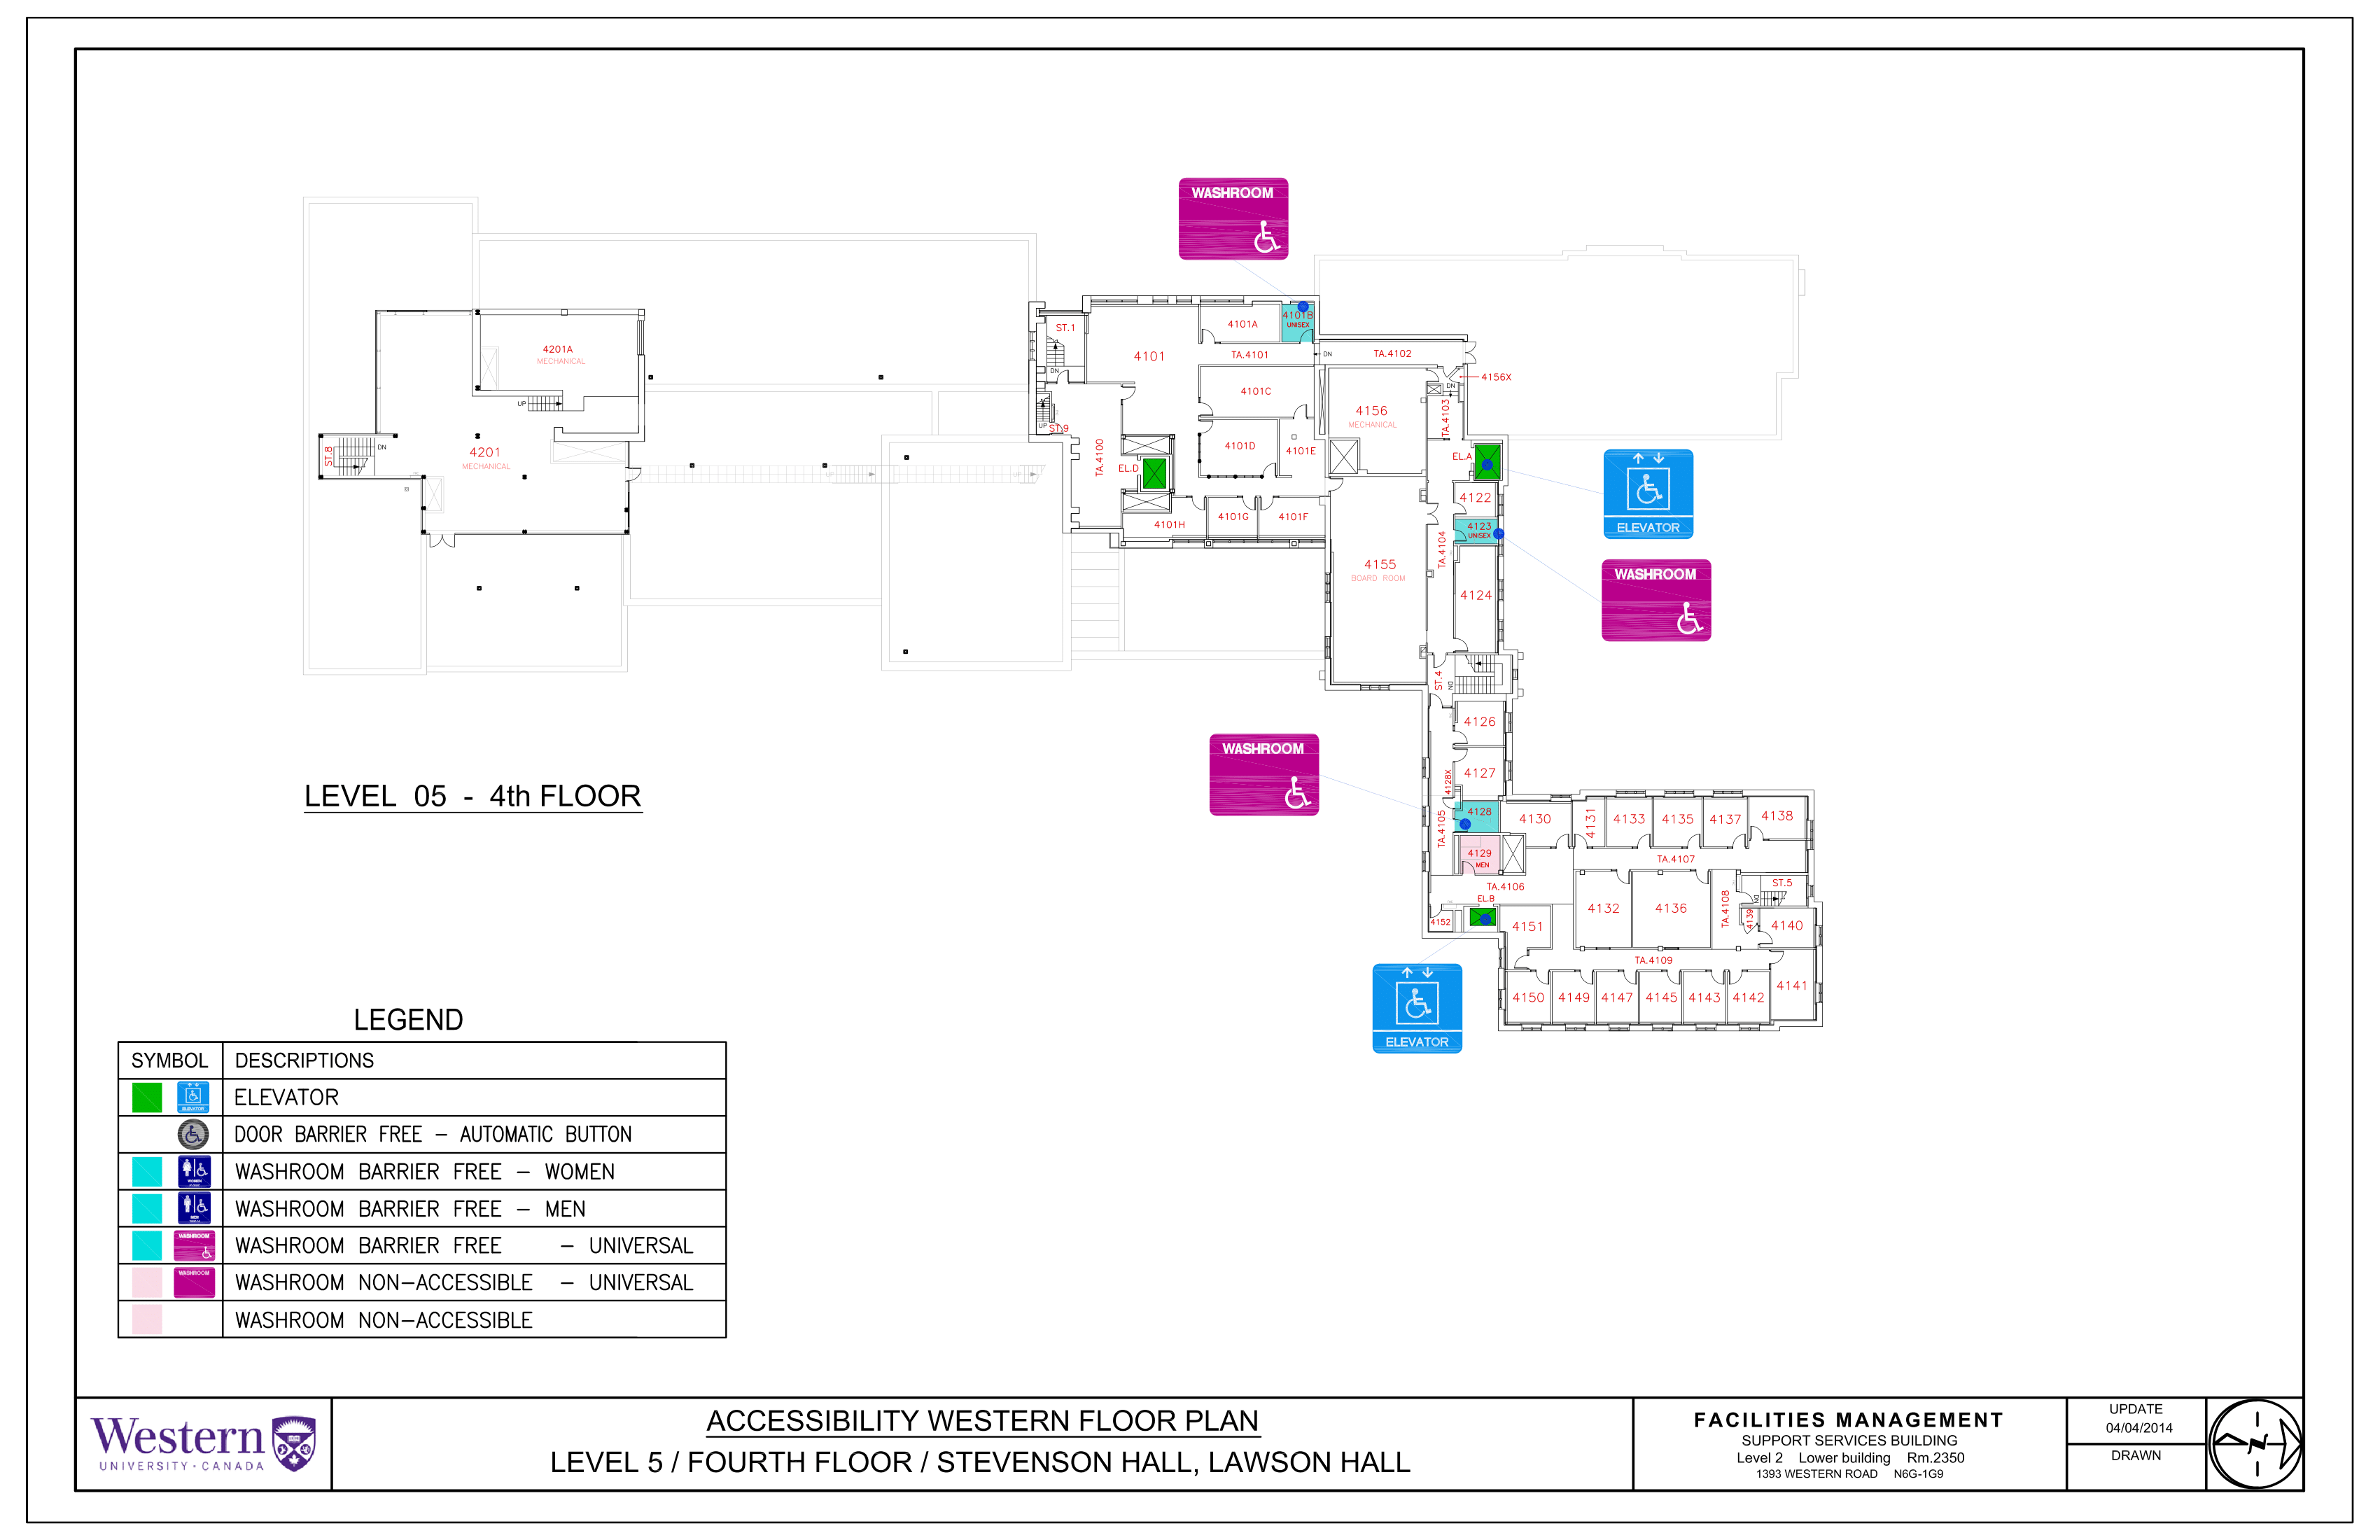 WASHROOM
4101B
UNISEX
4101A
ST.1
4101
TA.4101
DN
TA.4102
DN
4156X
4201A
MECHANICAL
4101C
DN
UP
4156
MECHANICAL
TA.4103
UP
ST.9
ST.8
DN
4201
MECHANICAL
UP
UP
TA.4100
EL.D
4101D
4101E
EL.A
ELEVATOR
4122
4101H
4101G
4101F
4123
UNISEX
TA.4104
4155
BOARD ROOM
4124
WASHROOM
ST.4
DN
4126
WASHROOM
4127
4128X
LEVEL 05 - 4th FLOOR
4128
TA.4105
4130
4131
4133
4135
4137
4138
4129
MEN
TA.4107
TA.4106
EL.B
ST.5
DN
4152
4151
4132
4136
TA.4108
4139
4140
TA.4109
4141
4150
4149
4147
4145
4143
4142
ELEVATOR
LEGEND
SYMBOL DESCRIPTIONS
ELEVATOR
ELEVATOR
DOOR BARRIER FREE - AUTOMATIC BUTTON
WOMEN
WASHROOM BARRIER FREE - WOMEN
MEN
WASHROOM BARRIER FREE - MEN
WASHROOM
WASHROOM BARRIER FREE - UNIVERSAL
WASHROOM
WASHROOM NON-ACCESSIBLE - UNIVERSAL
WASHROOM NON-ACCESSIBLE
Western
UNIVERSITY · CANADA
ACCESSIBILITY WESTERN FLOOR PLAN
LEVEL 5 / FOURTH FLOOR / STEVENSON HALL, LAWSON HALL
FACILITIES MANAGEMENT
SUPPORT SERVICES BUILDING
Level 2 Lower building Rm.2350
1393 WESTERN ROAD N6G-1G9
UPDATE
04/04/2014
DRAWN
N